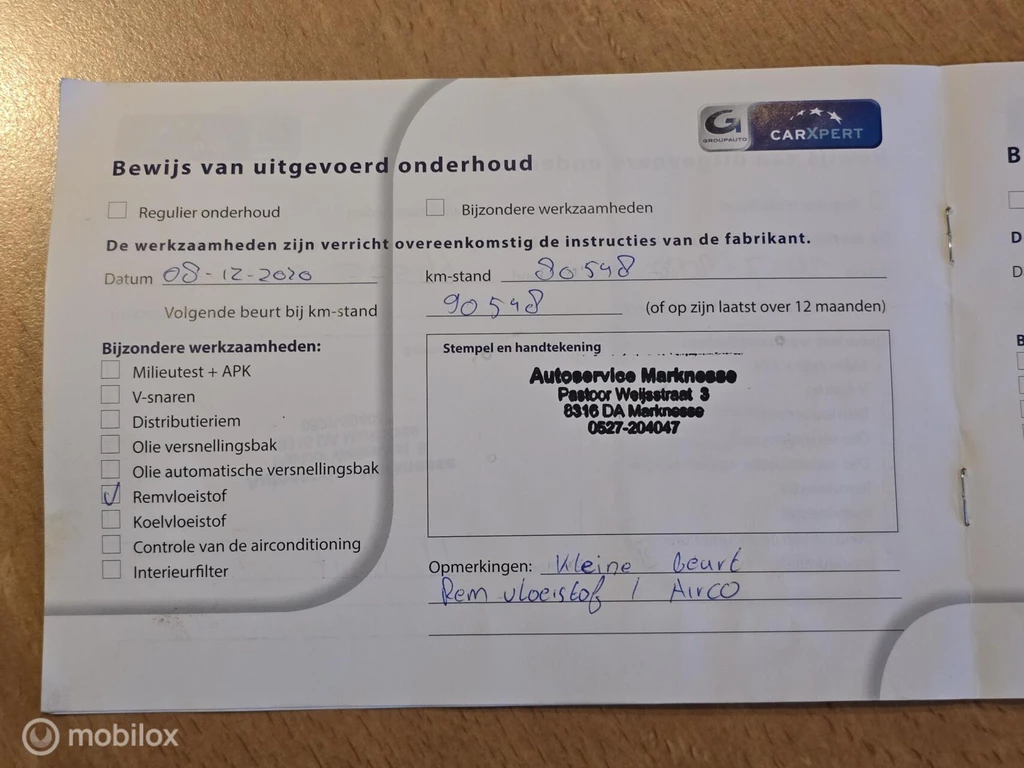 G
GROUPAUTO
CARXPERT
Bewijs van uitgevoerd onderhoud
Regulier onderhoud
Bijzondere werkzaamheden
De werkzaamheden zijn verricht overeenkomstig de instructies van de fabrikant.
Datum 08-12-2020
km-stand 80548
Volgende beurt bij km-stand 90548 (of op zijn laatst over 12 maanden)
Bijzondere werkzaamheden:
Milieutest + APK
V-snaren
Distributieriem
Olie versnellingsbak
Olie automatische versnellingsbak
Remvloeistof
Koelvloeistof
Controle van de airconditioning
Interieurfilter
Stempel en handtekening
Autoservice Marknesse
Pastoor Weijsstraat 3
8316 DA Marknesse
0527-204047
Opmerkingen: Kleine beurt
Rem vloeistof / AIRCO
B
D
D
B
mobilox